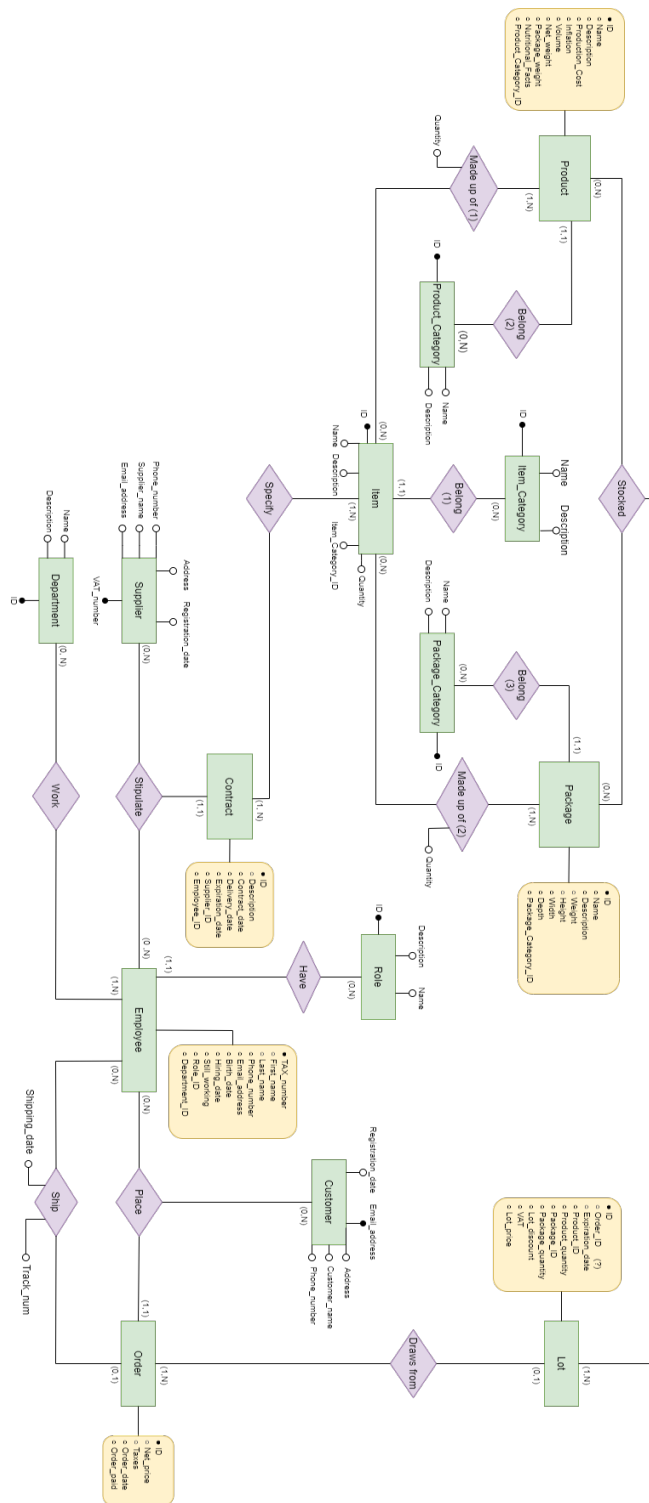 Stocked
(0,N)
(0,N)
(1,N)
Product
● ID
○ Name
○ Description
○ Production_Cost
○ Inflation
○ Volume
○ Net_weight
○ Package_weight
○ Nutritional_Facts
○ Product_Category_ID
(1,1)
(1,N)
Made up of (1)
Quantity
Belong
(2)
(0,N)
Product_Category
ID
Name
Description
Item_Category
ID
Name
Description
(0,N)
Belong
(1)
(1,1)
Package
● ID
○ Name
○ Description
○ Weight
○ Height
○ Width
○ Depth
○ Package_Category_ID
(1,1)
(1,N)
Belong
(3)
(0,N)
Package_Category
Name
Description
ID
Made up of (2)
Quantity
Lot
● ID
○ Order_ID (?)
○ Expiration_date
○ Product_ID
○ Product_quantity
○ Package_ID
○ Package_quantity
○ Lot_discount
○ VAT
○ Lot_price
(0,1)
Draws from
(0,N)
Item
(0,N)
ID
Name
Description
(1,N)
Quantity
Item_Category_ID
Specify
Role
Description
Name
ID
(0,N)
Have
(1,1)
Customer
Registration_date
Email_address
Address
Customer_name
Phone_number
(0,N)
Contract
(1, N)
(1,1)
● ID
○ Description
○ Contract_date
○ Delivery_date
○ Expiration_date
○ Supplier_ID
○ Employee_ID
Supplier
Phone_number
Supplier_name
Email_address
Address
Registration_date
VAT_number
(0,N)
Stipulate
(0 ,N)
Employee
● TAX_number
○ First_name
○ Last_name
○ Phone_number
○ Email_address
○ Birth_date
○ Hiring_date
○ Still_working
○ Role_ID
○ Department_ID
(0,N)
Place
(1,1)
Order
(1,N)
● ID
○ Net_price
○ Taxes
○ Order_date
○ Order_paid
Department
Name
Description
ID
(0, N)
Work
(1,N)
(0,N)
Ship
Shipping_date
Track_num
(0,1)